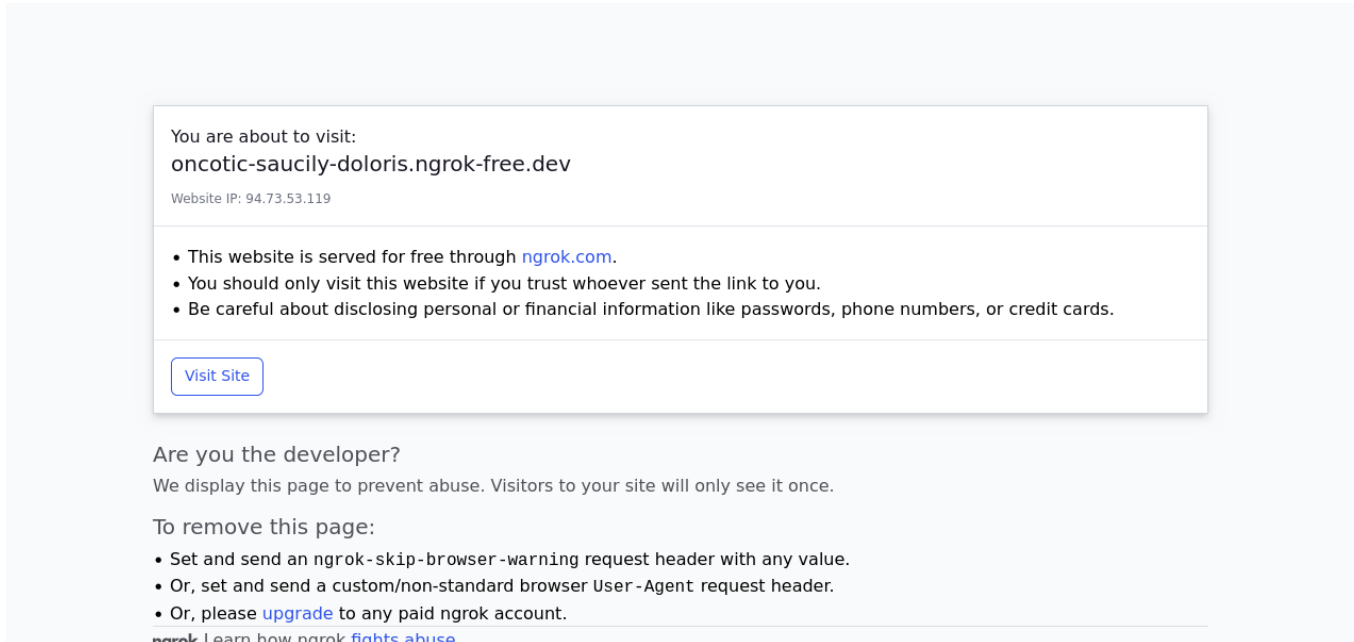 You are about to visit:
oncotic-saucily-doloris.ngrok-free.dev
Website IP: 94.73.53.119
• This website is served for free through ngrok.com.
• You should only visit this website if you trust whoever sent the link to you.
• Be careful about disclosing personal or financial information like passwords, phone numbers, or credit cards.
Visit Site
Are you the developer?
We display this page to prevent abuse. Visitors to your site will only see it once.
To remove this page:
• Set and send an ngrok-skip-browser-warning request header with any value.
• Or, set and send a custom/non-standard browser User-Agent request header.
• Or, please upgrade to any paid ngrok account.
ngrok Learn how ngrok fights abuse